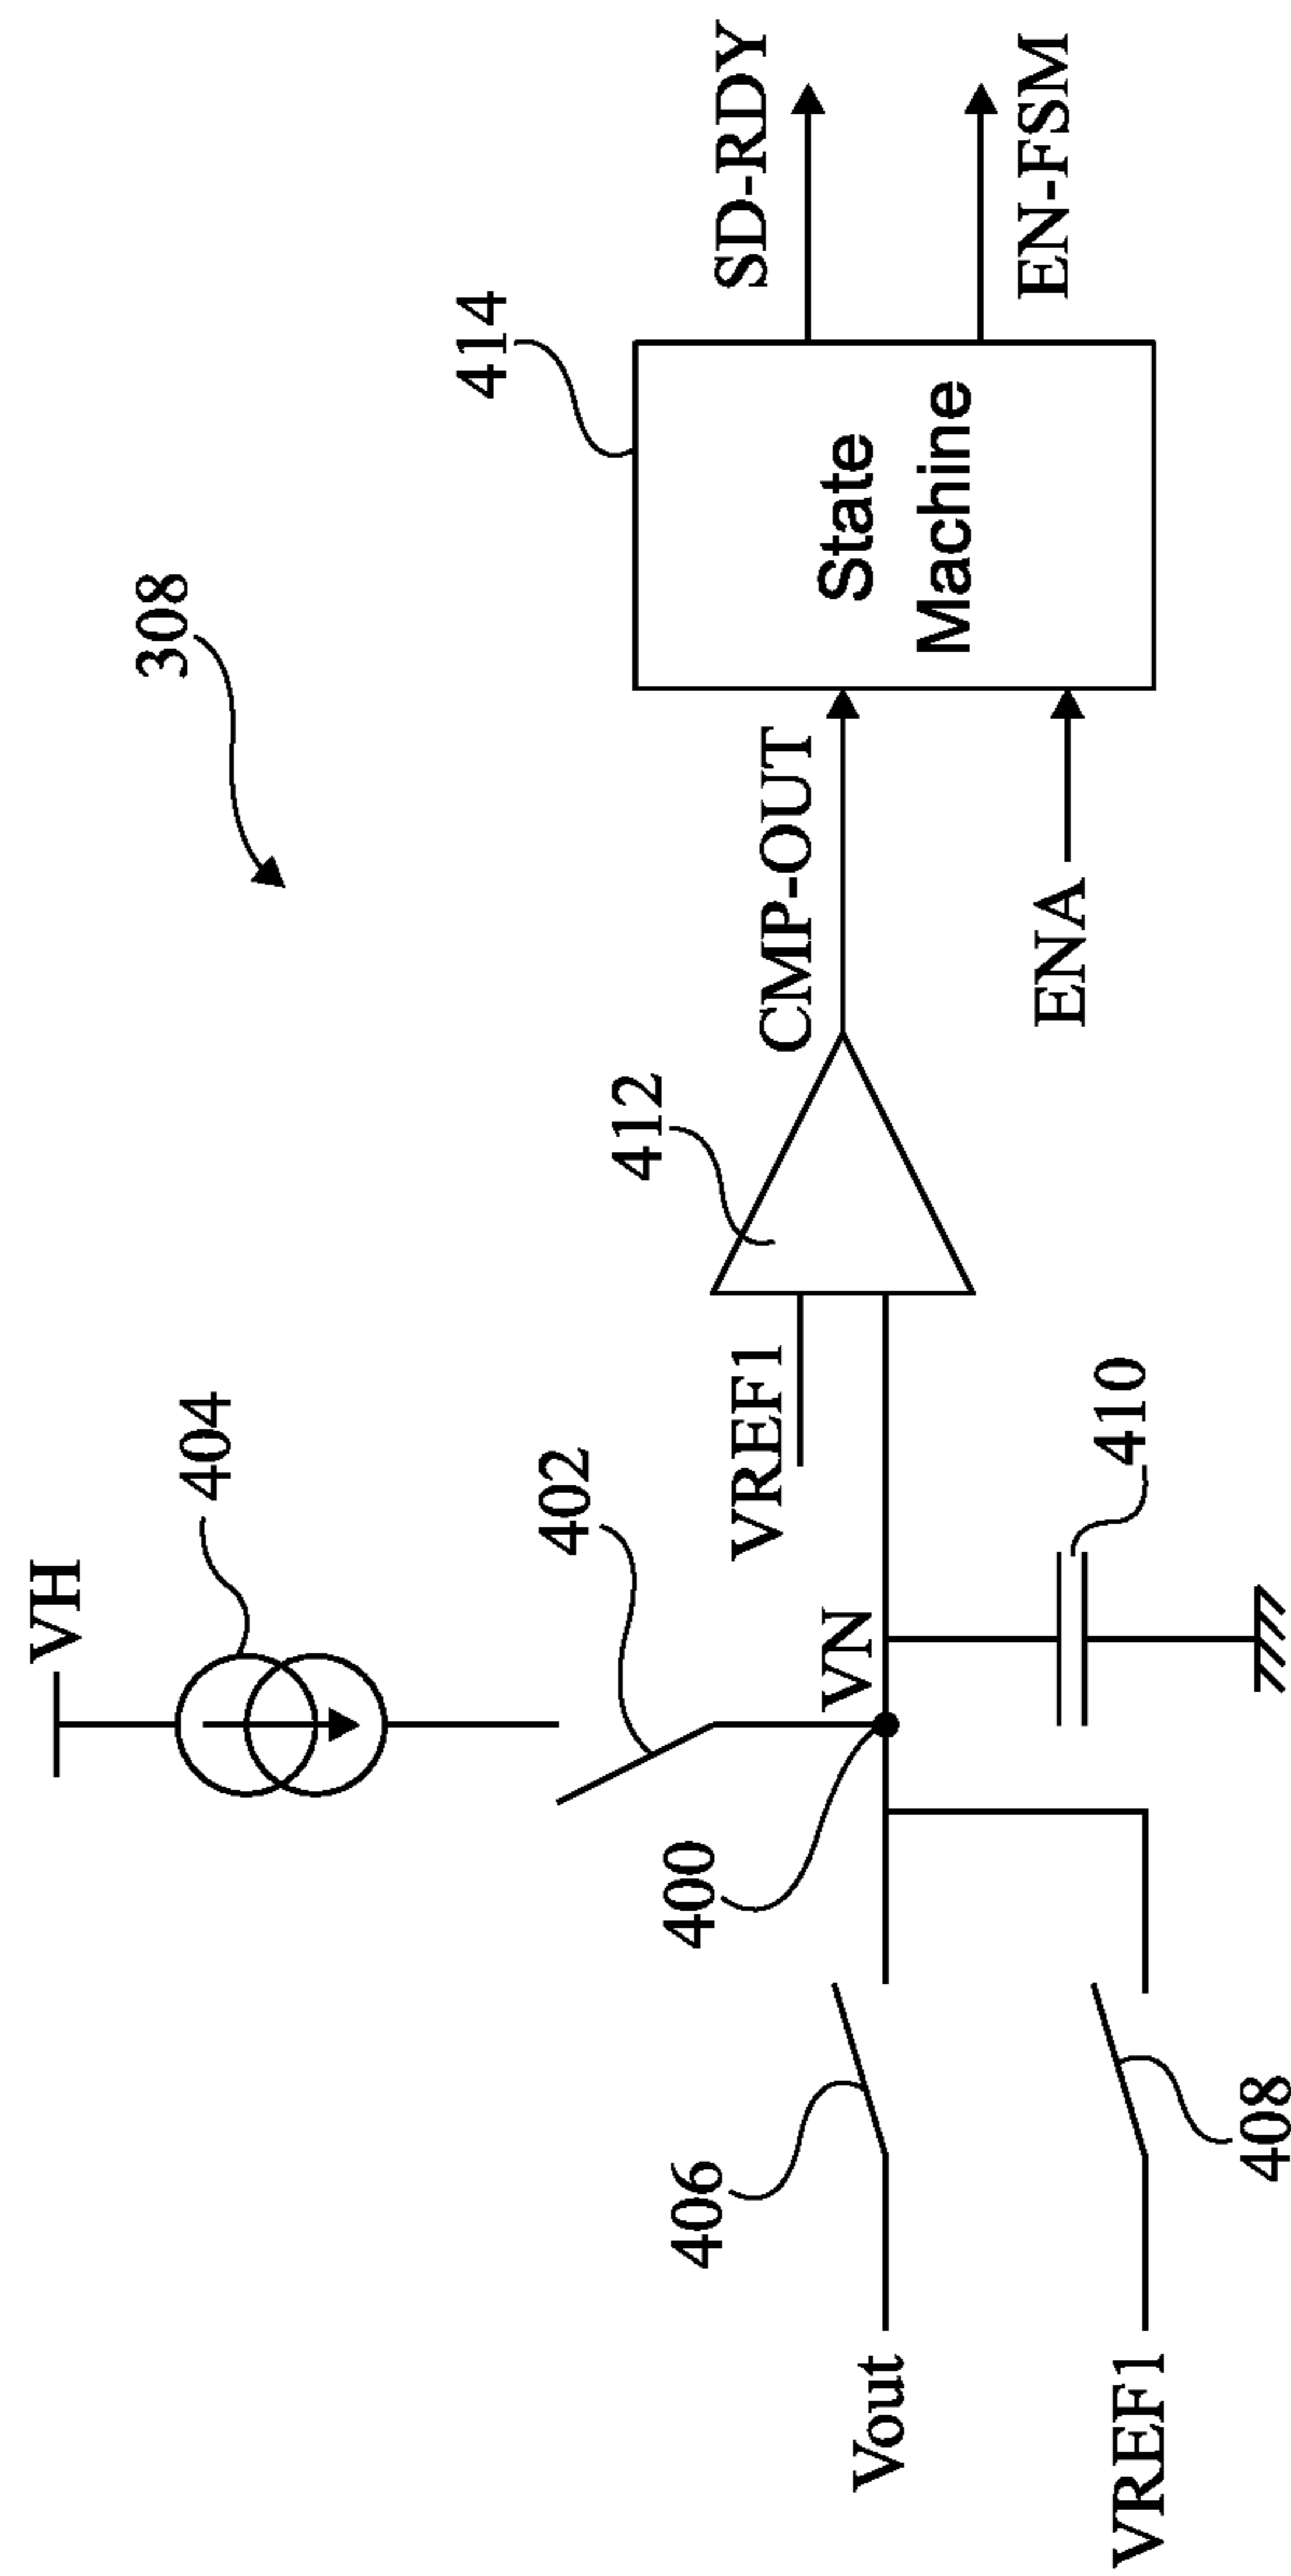 308
VH
404
402
414
SD-RDY
412
CMP-OUT
VREF1
State
Machine
400
VN
406
Vout
410
ENA
EN-FSM
VREF1
408